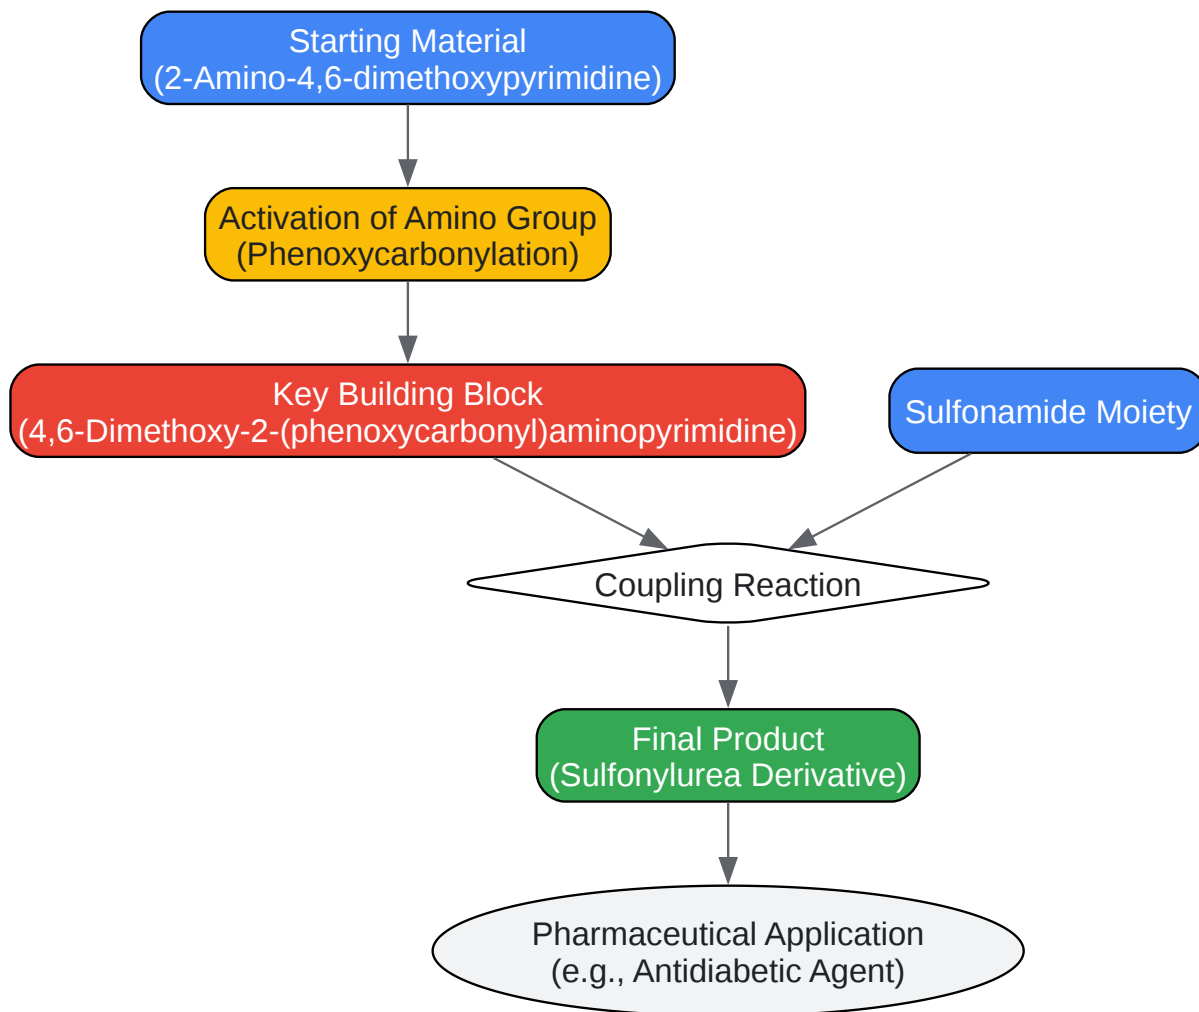 Starting Material
(2-Amino-4,6-dimethoxypyrimidine)
Activation of Amino Group
(Phenoxycarbonylation)
Key Building Block
(4,6-Dimethoxy-2-(phenoxycarbonyl)aminopyrimidine)
Sulfonamide Moiety
Coupling Reaction
Final Product
(Sulfonylurea Derivative)
Pharmaceutical Application
(e.g., Antidiabetic Agent)